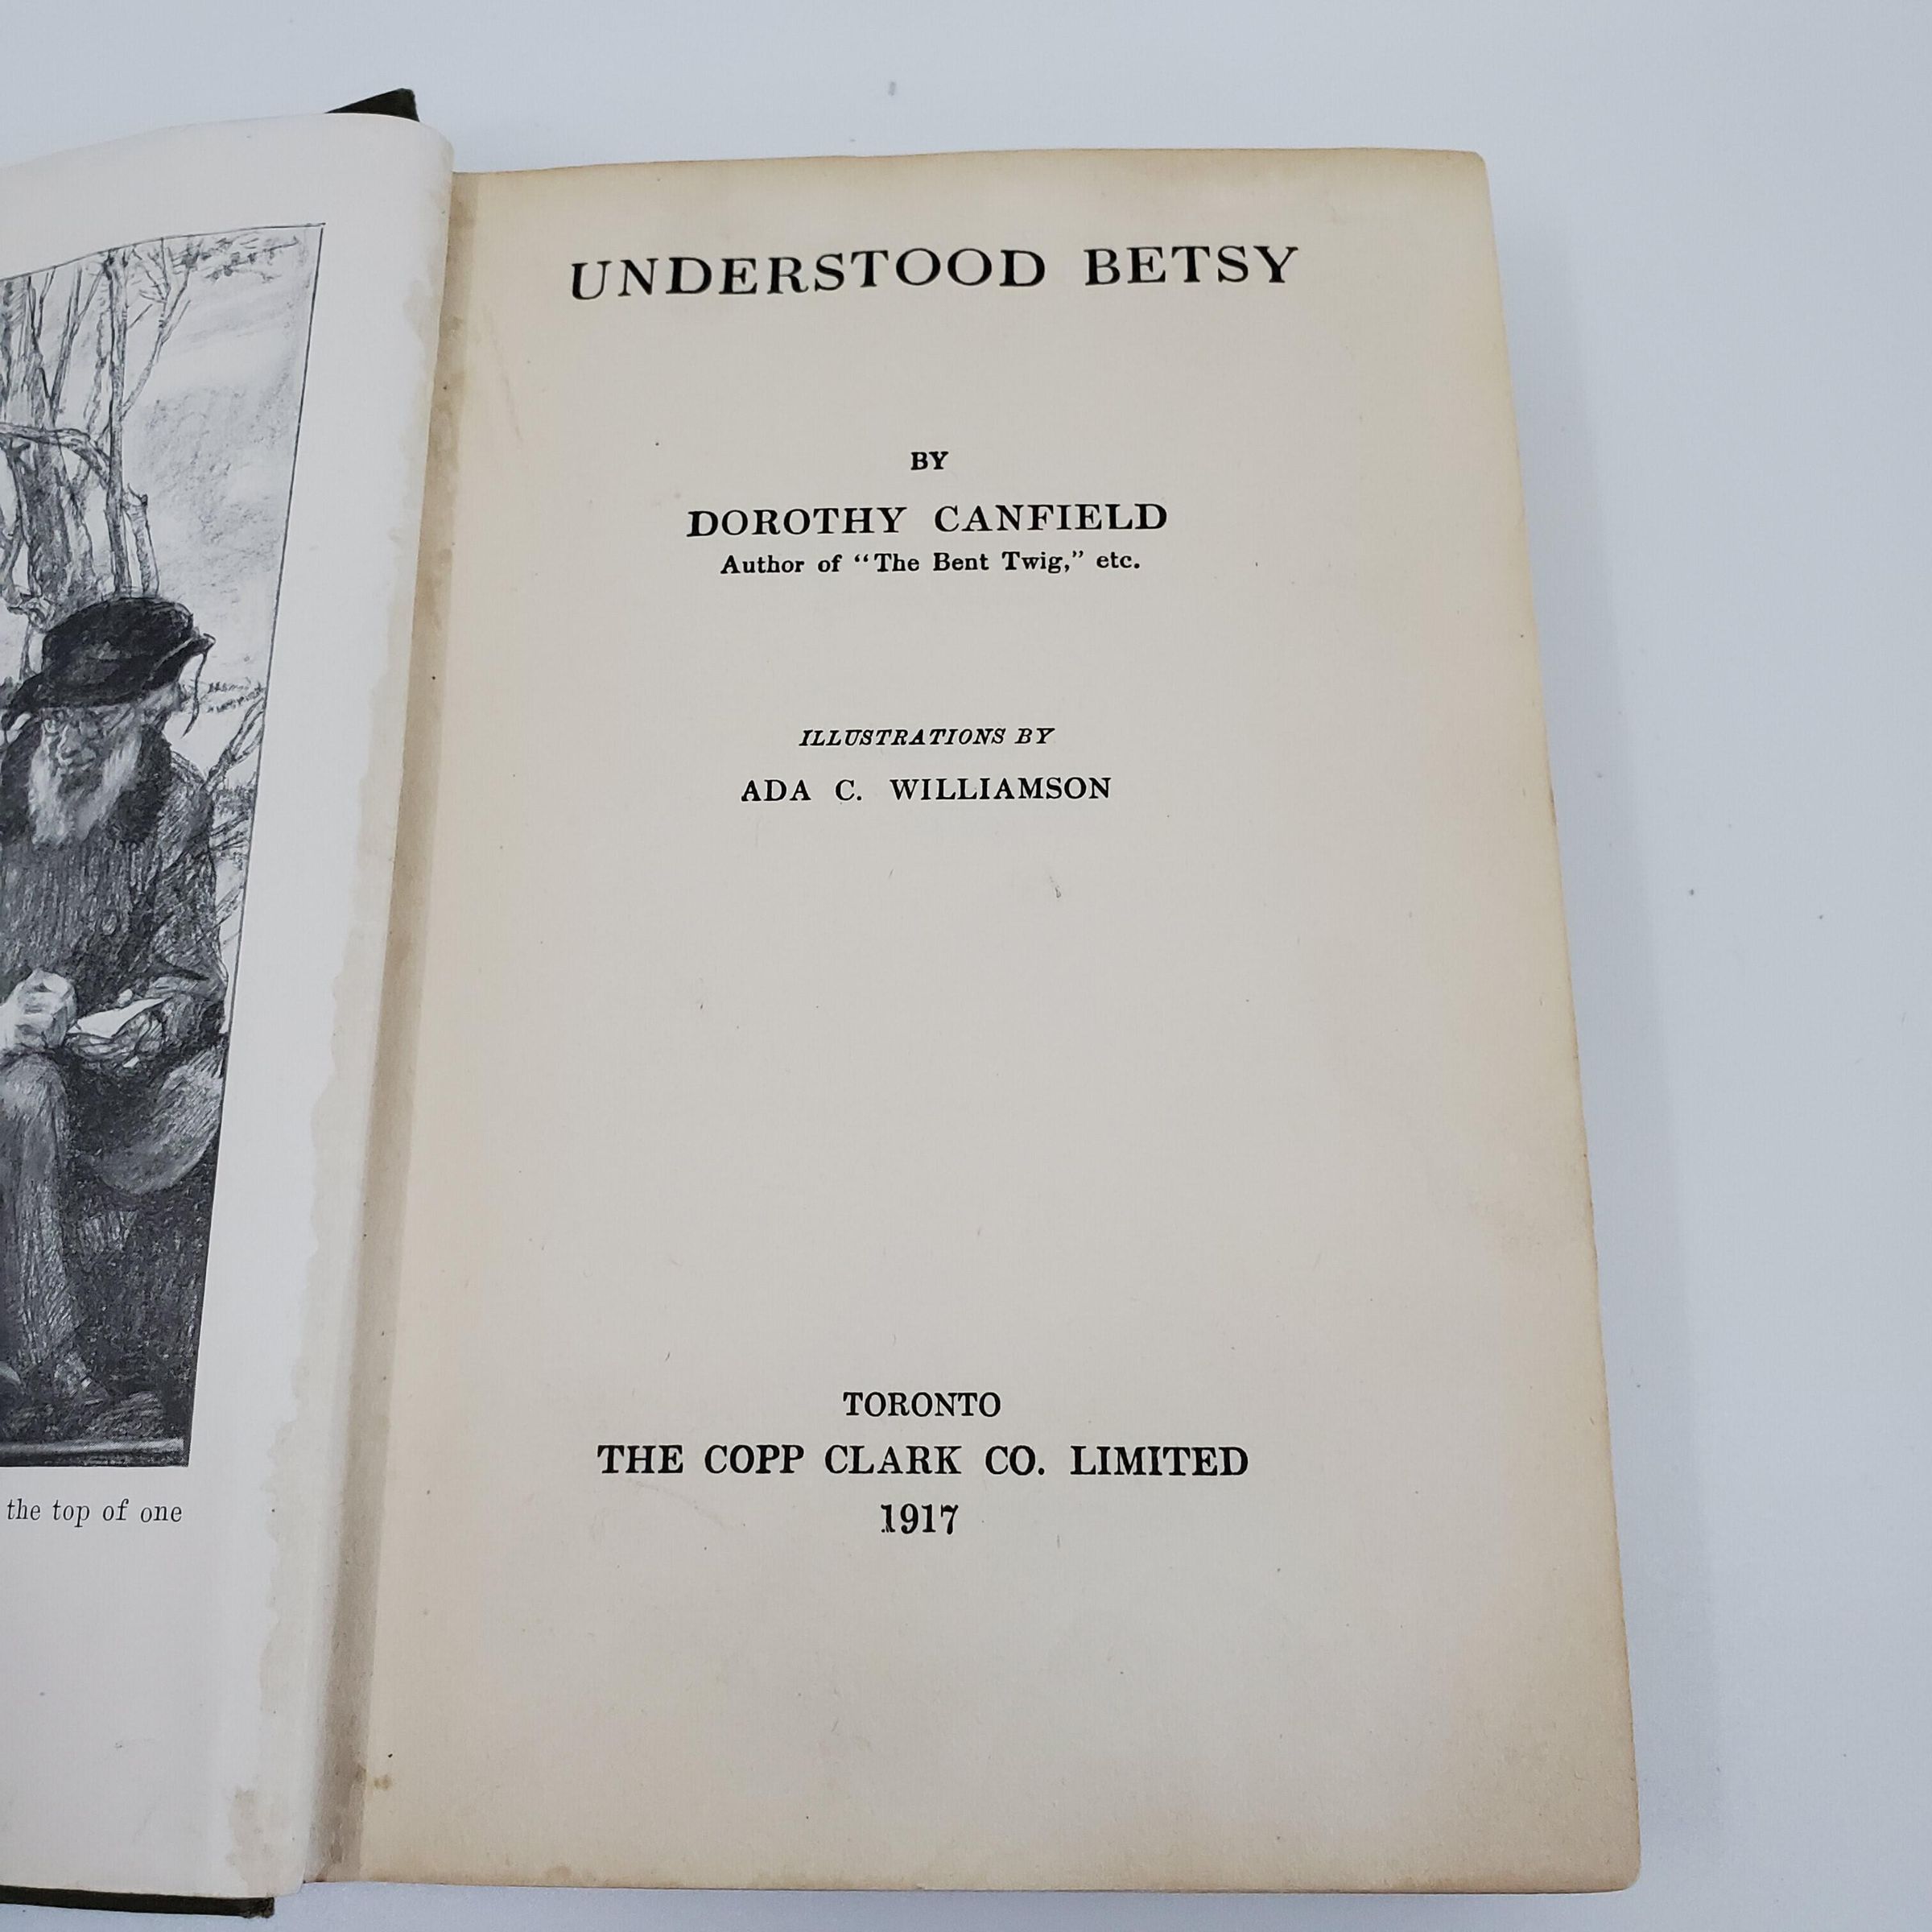 the top of one
UNDERSTOOD BETSY
BY
DOROTHY CANFIELD
Author of “The Bent Twig,” etc.
ILLUSTRATIONS BY
ADA C. WILLIAMSON
TORONTO
THE COPP CLARK CO. LIMITED
1917